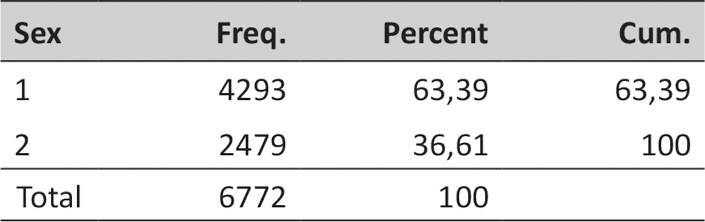 Sex Freq. Percent Cum.
1 4293 63,39 63,39
2 2479 36,61 100
Total 6772 100